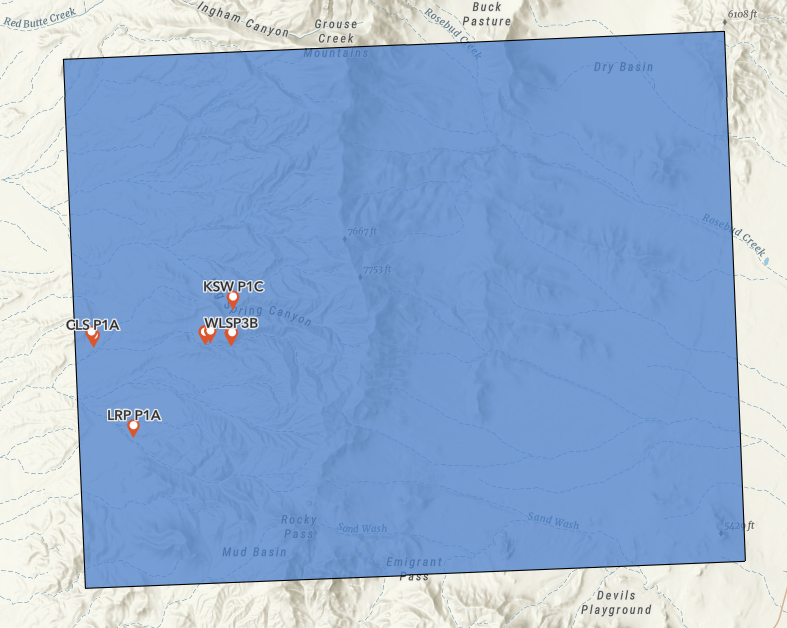 Red Butte Creek
Ingham Canyon
Grouse
Creek
Mountains
Rosebud Creek
Buck
Pasture
6108 ft
Dry Basin
Rosebud Creek
7667 ft
7753 ft
KSW P1C
Spring Canyon
CLS P1A
WLSP3B
LRP P1A
Rocky
Pass
Sand Wash
Sand Wash
Mud Basin
Emigrant
Pass
Devils
Playground